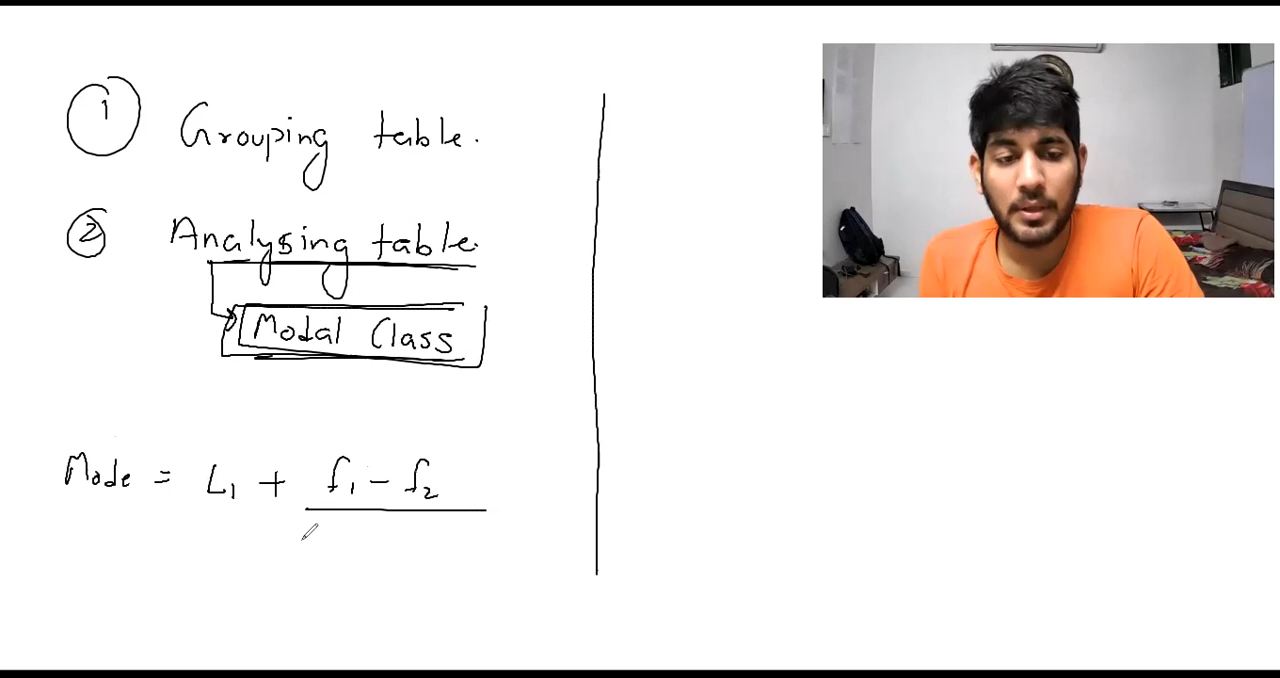 1 Grouping table.
2 Analysing table.
Modal Class
Mode = L₁ + f₁ - f₂